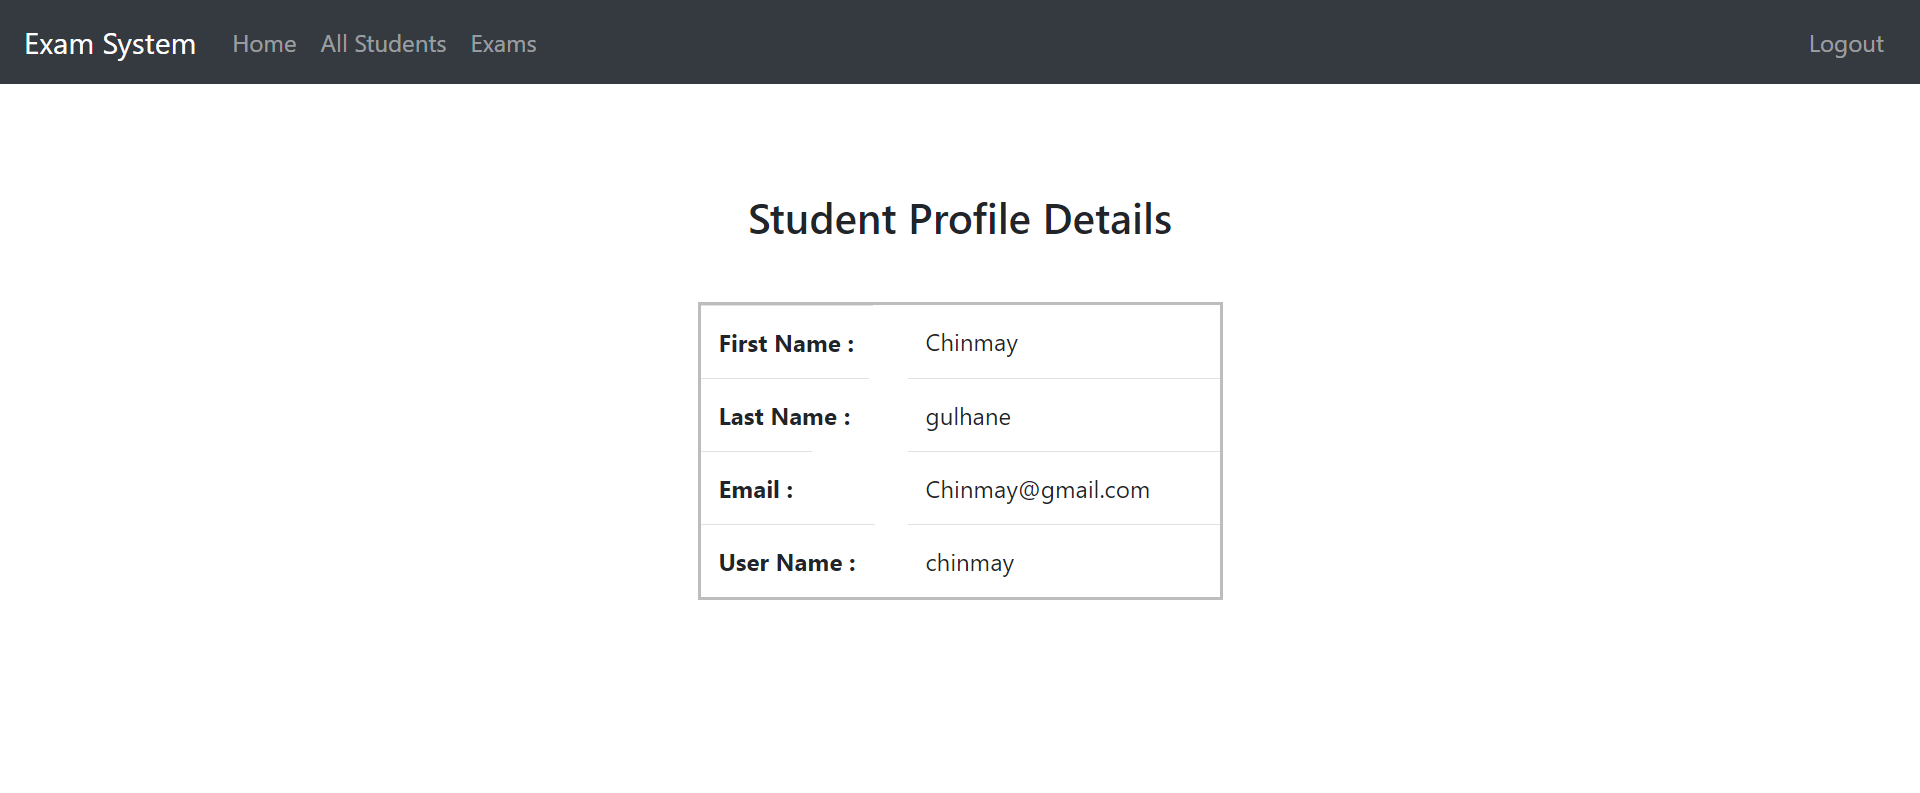 Exam System Home All Students Exams Logout
Student Profile Details
First Name : Chinmay
Last Name : gulhane
Email : Chinmay@gmail.com
User Name : chinmay